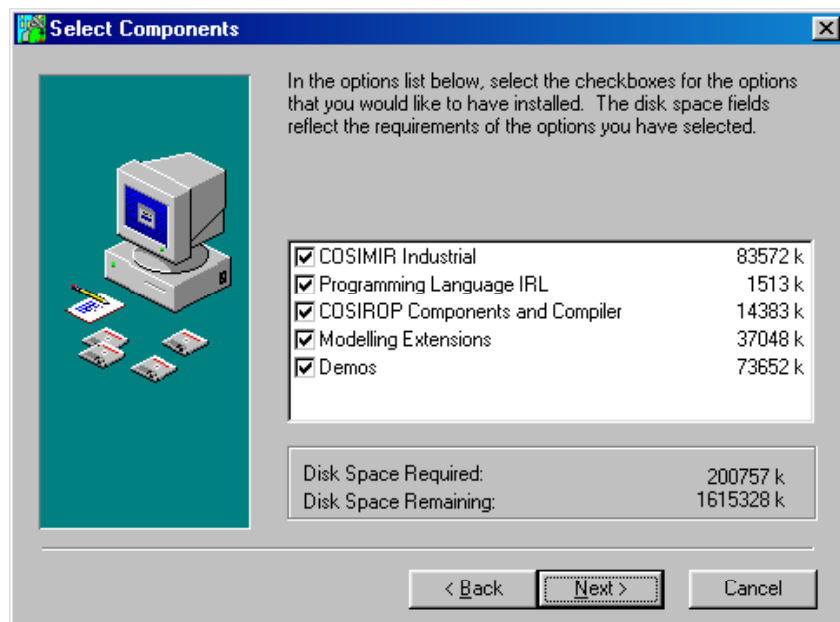 Select Components
In the options list below, select the checkboxes for the options
that you would like to have installed. The disk space fields
reflect the requirements of the options you have selected.
COSIMIR Industrial 83572 k
Programming Language IRL 1513 k
COSIROP Components and Compiler 14383 k
Modelling Extensions 37048 k
Demos 73652 k
Disk Space Required: 200757 k
Disk Space Remaining: 1615328 k
< Back Next > Cancel